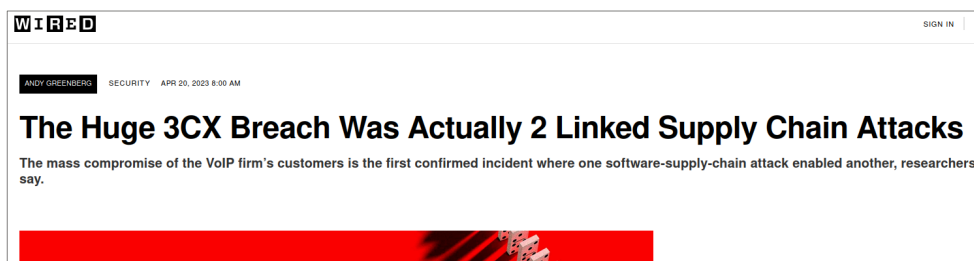 WIRED
SIGN IN
ANDY GREENBERG SECURITY APR 20, 2023 8:00 AM
The Huge 3CX Breach Was Actually 2 Linked Supply Chain Attacks
The mass compromise of the VoIP firm's customers is the first confirmed incident where one software-supply-chain attack enabled another, researchers
say.